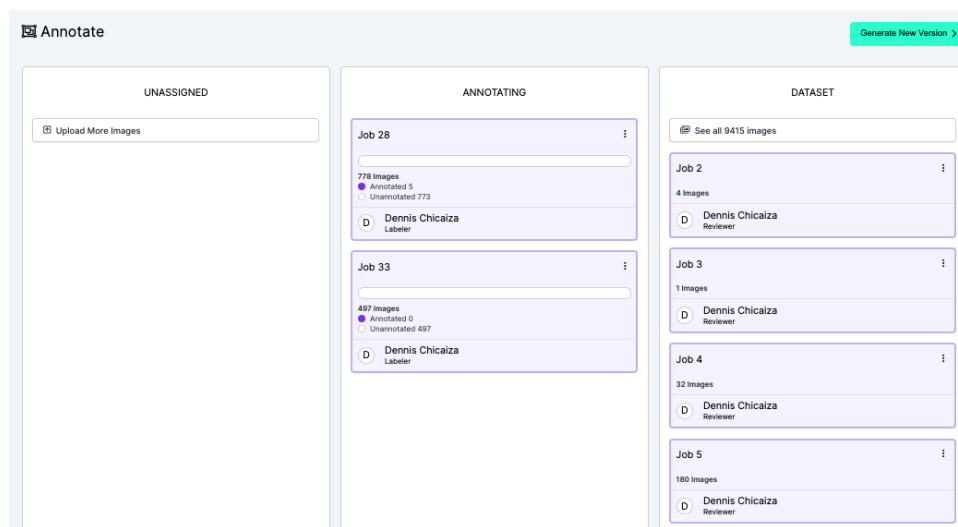 Annotate
Generate New Version
UNASSIGNED
Upload More Images
ANNOTATING
Job 28
778 Images
Annotated 5
Unannotated 773
D
Dennis Chicaiza
Labeler
Job 33
497 Images
Annotated 0
Unannotated 497
D
Dennis Chicaiza
Labeler
DATASET
See all 9415 images
Job 2
4 Images
D
Dennis Chicaiza
Reviewer
Job 3
1 Images
D
Dennis Chicaiza
Reviewer
Job 4
32 Images
D
Dennis Chicaiza
Reviewer
Job 5
180 Images
D
Dennis Chicaiza
Reviewer